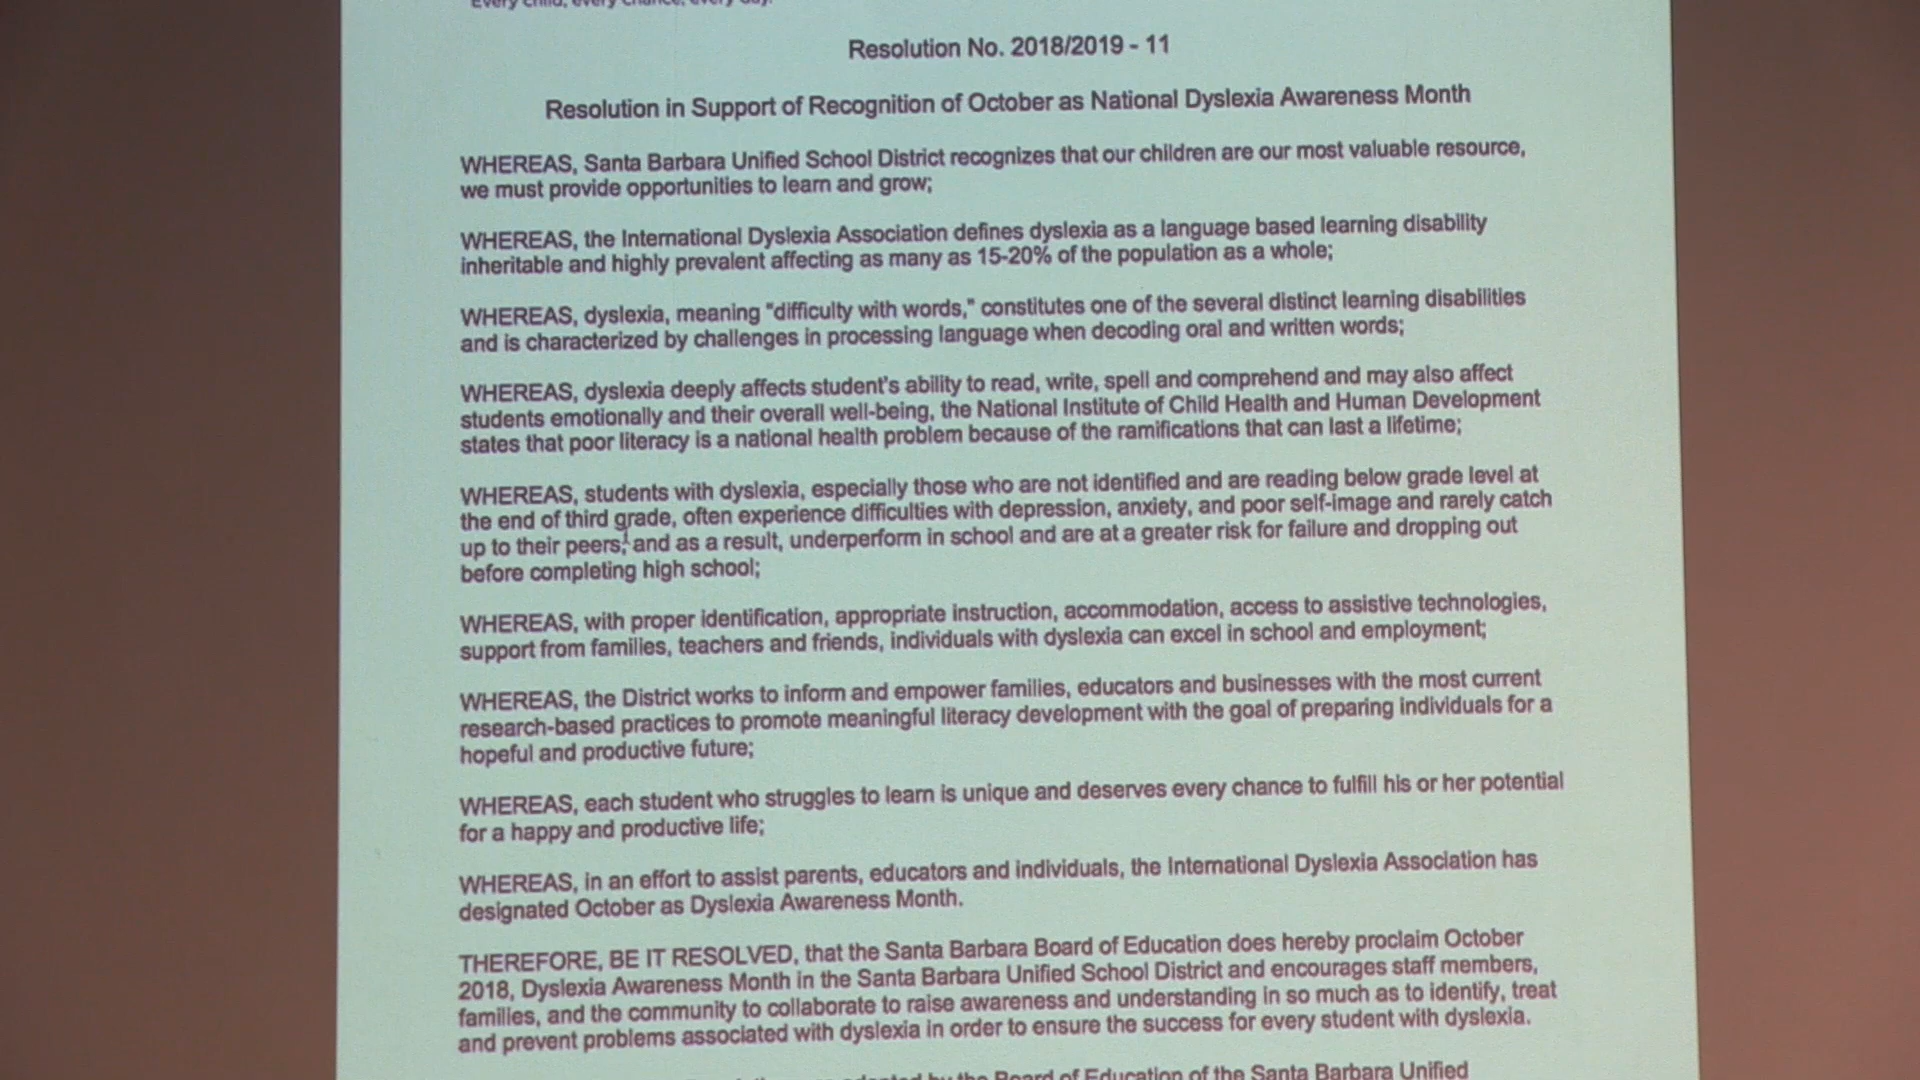 Every child, every chance, every day.
Resolution No. 2018/2019 - 11
Resolution in Support of Recognition of October as National Dyslexia Awareness Month
WHEREAS, Santa Barbara Unified School District recognizes that our children are our most valuable resource,
we must provide opportunities to learn and grow;
WHEREAS, the International Dyslexia Association defines dyslexia as a language based learning disability
inheritable and highly prevalent affecting as many as 15-20% of the population as a whole;
WHEREAS, dyslexia, meaning "difficulty with words," constitutes one of the several distinct learning disabilities
and is characterized by challenges in processing language when decoding oral and written words;
WHEREAS, dyslexia deeply affects student's ability to read, write, spell and comprehend and may also affect
students emotionally and their overall well-being, the National Institute of Child Health and Human Development
states that poor literacy is a national health problem because of the ramifications that can last a lifetime;
WHEREAS, students with dyslexia, especially those who are not identified and are reading below grade level at
the end of third grade, often experience difficulties with depression, anxiety, and poor self-image and rarely catch
up to their peers, and as a result, underperform in school and are at a greater risk for failure and dropping out
before completing high school;
WHEREAS, with proper identification, appropriate instruction, accommodation, access to assistive technologies,
support from families, teachers and friends, individuals with dyslexia can excel in school and employment;
WHEREAS, the District works to inform and empower families, educators and businesses with the most current
research-based practices to promote meaningful literacy development with the goal of preparing individuals for a
hopeful and productive future;
WHEREAS, each student who struggles to learn is unique and deserves every chance to fulfill his or her potential
for a happy and productive life;
WHEREAS, in an effort to assist parents, educators and individuals, the International Dyslexia Association has
designated October as Dyslexia Awareness Month.
THEREFORE, BE IT RESOLVED, that the Santa Barbara Board of Education does hereby proclaim October
2018, Dyslexia Awareness Month in the Santa Barbara Unified School District and encourages staff members,
families, and the community to collaborate to raise awareness and understanding in so much as to identify, treat
and prevent problems associated with dyslexia in order to ensure the success for every student with dyslexia.
adopted by the Board of Education of the Santa Barbara Unified